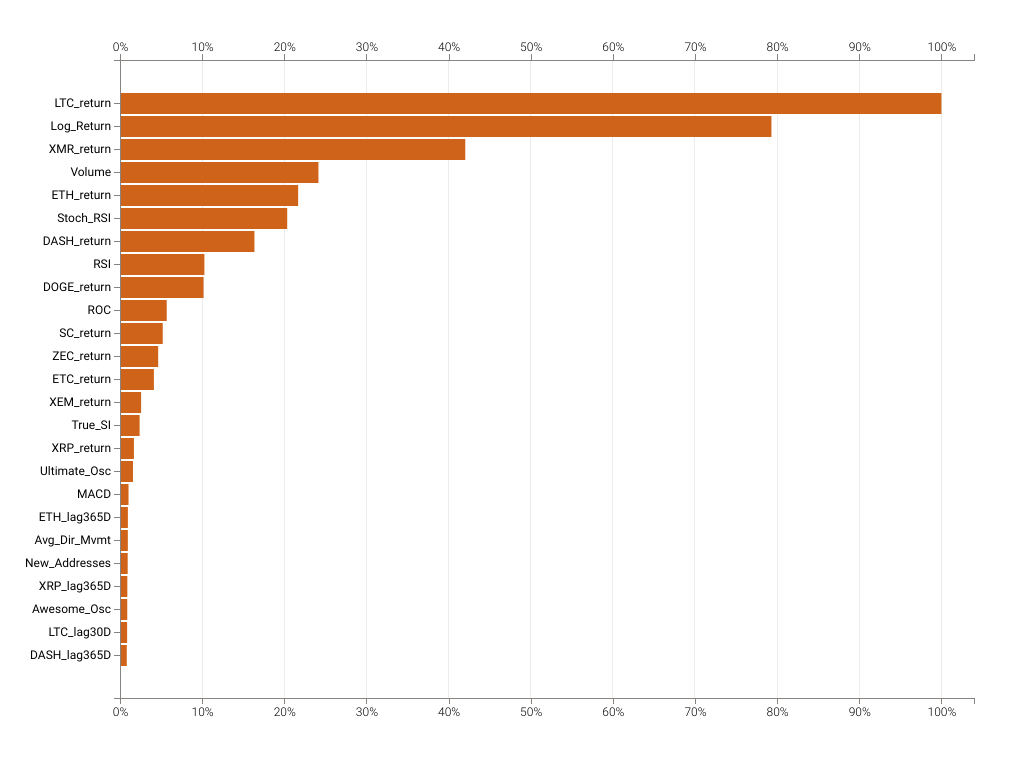 0% 10% 20% 30% 40% 50% 60% 70% 80% 90% 100%
LTC_return
Log_Return
XMR_return
Volume
ETH_return
Stoch_RSI
DASH_return
RSI
DOGE_return
ROC
SC_return
ZEC_return
ETC_return
XEM_return
True_SI
XRP_return
Ultimate_Osc
MACD
ETH_lag365D
Avg_Dir_Mvmt
New_Addresses
XRP_lag365D
Awesome_Osc
LTC_lag30D
DASH_lag365D
0% 10% 20% 30% 40% 50% 60% 70% 80% 90% 100%